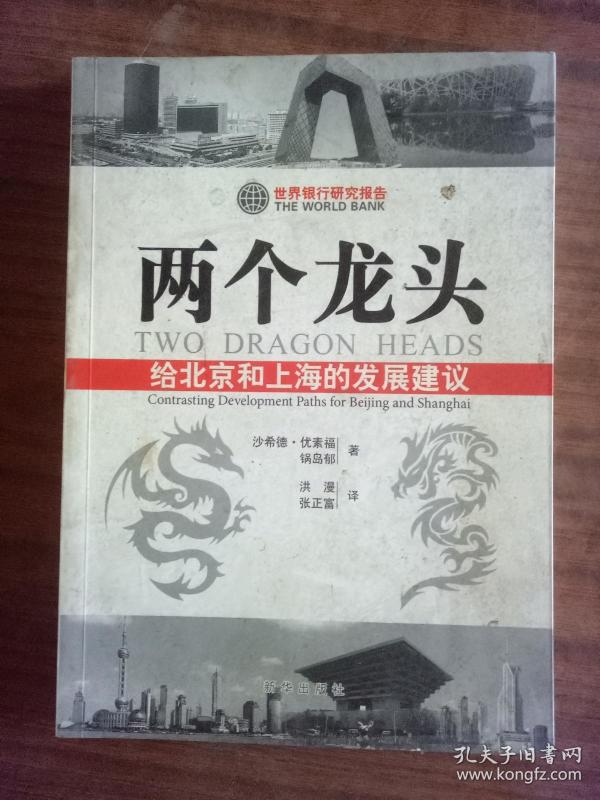 世界银行研究报告
THE WORLD BANK
两个龙头
TWO DRAGON HEADS
给北京和上海的发展建议
Contrasting Development Paths for Beijing and Shanghai
沙希德·优素福
锅岛郁
著
洪漫
张正富
译
新华出版社
孔夫子旧书网
www.kongfz.com